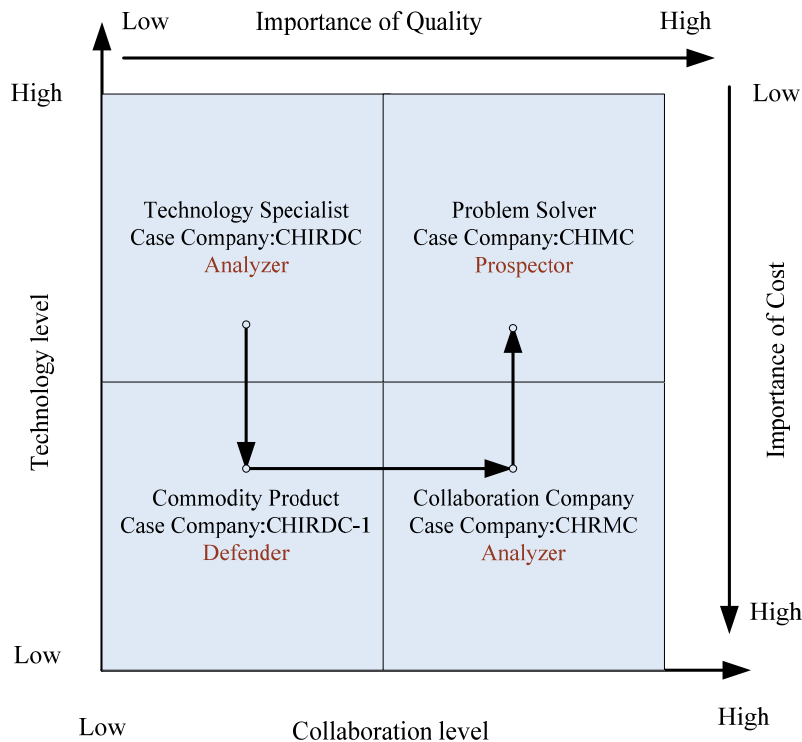 Low Importance of Quality High
High Low
Technology Specialist
Case Company:CHIRDC
Analyzer
Problem Solver
Case Company:CHIMC
Prospector
Technology level
Importance of Cost
Commodity Product
Case Company:CHIRDC-1
Defender
Collaboration Company
Case Company:CHRMC
Analyzer
High
Low
Low Collaboration level High